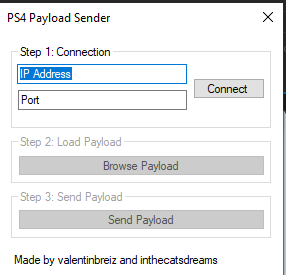 PS4 Payload Sender
Step 1: Connection
IP Address
Connect
Port
Step 2: Load Payload
Browse Payload
Step 3: Send Payload
Send Payload
Made by valentinbreiz and inthecatsdreams